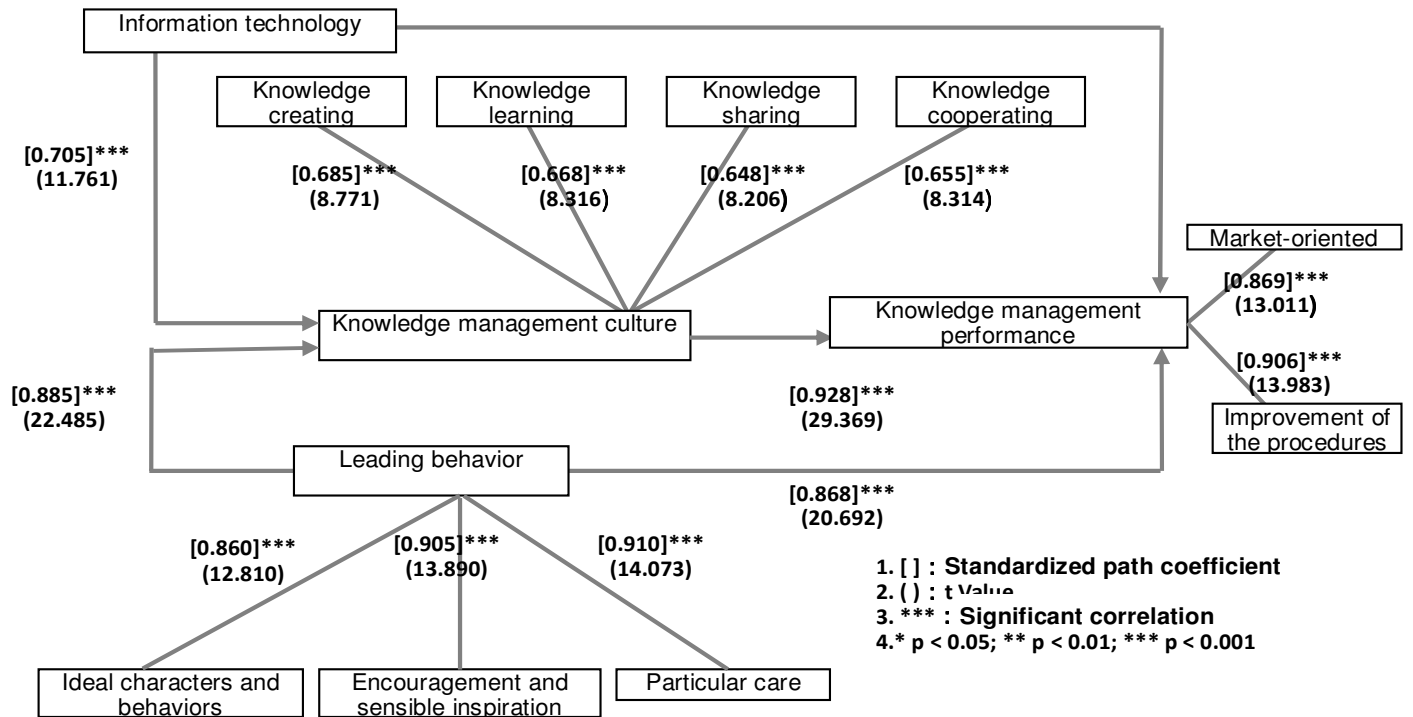 Information technology
Knowledge
creating
Knowledge
learning
Knowledge
sharing
Knowledge
cooperating
[0.705]***
(11.761)
[0.685]***
(8.771)
[0.668]***
(8.316)
[0.648]***
(8.206)
[0.655]***
(8.314)
Market-oriented
[0.869]***
(13.011)
Knowledge management culture
Knowledge management
performance
[0.906]***
(13.983)
[0.885]***
(22.485)
[0.928]***
(29.369)
Improvement of
the procedures
Leading behavior
[0.868]***
(20.692)
[0.860]***
(12.810)
[0.905]***
(13.890)
[0.910]***
(14.073)
1. [ ] : Standardized path coefficient
2. ( ) : t Value
3. *** : Significant correlation
4.* p < 0.05; ** p < 0.01; *** p < 0.001
Ideal characters and
behaviors
Encouragement and
sensible inspiration
Particular care